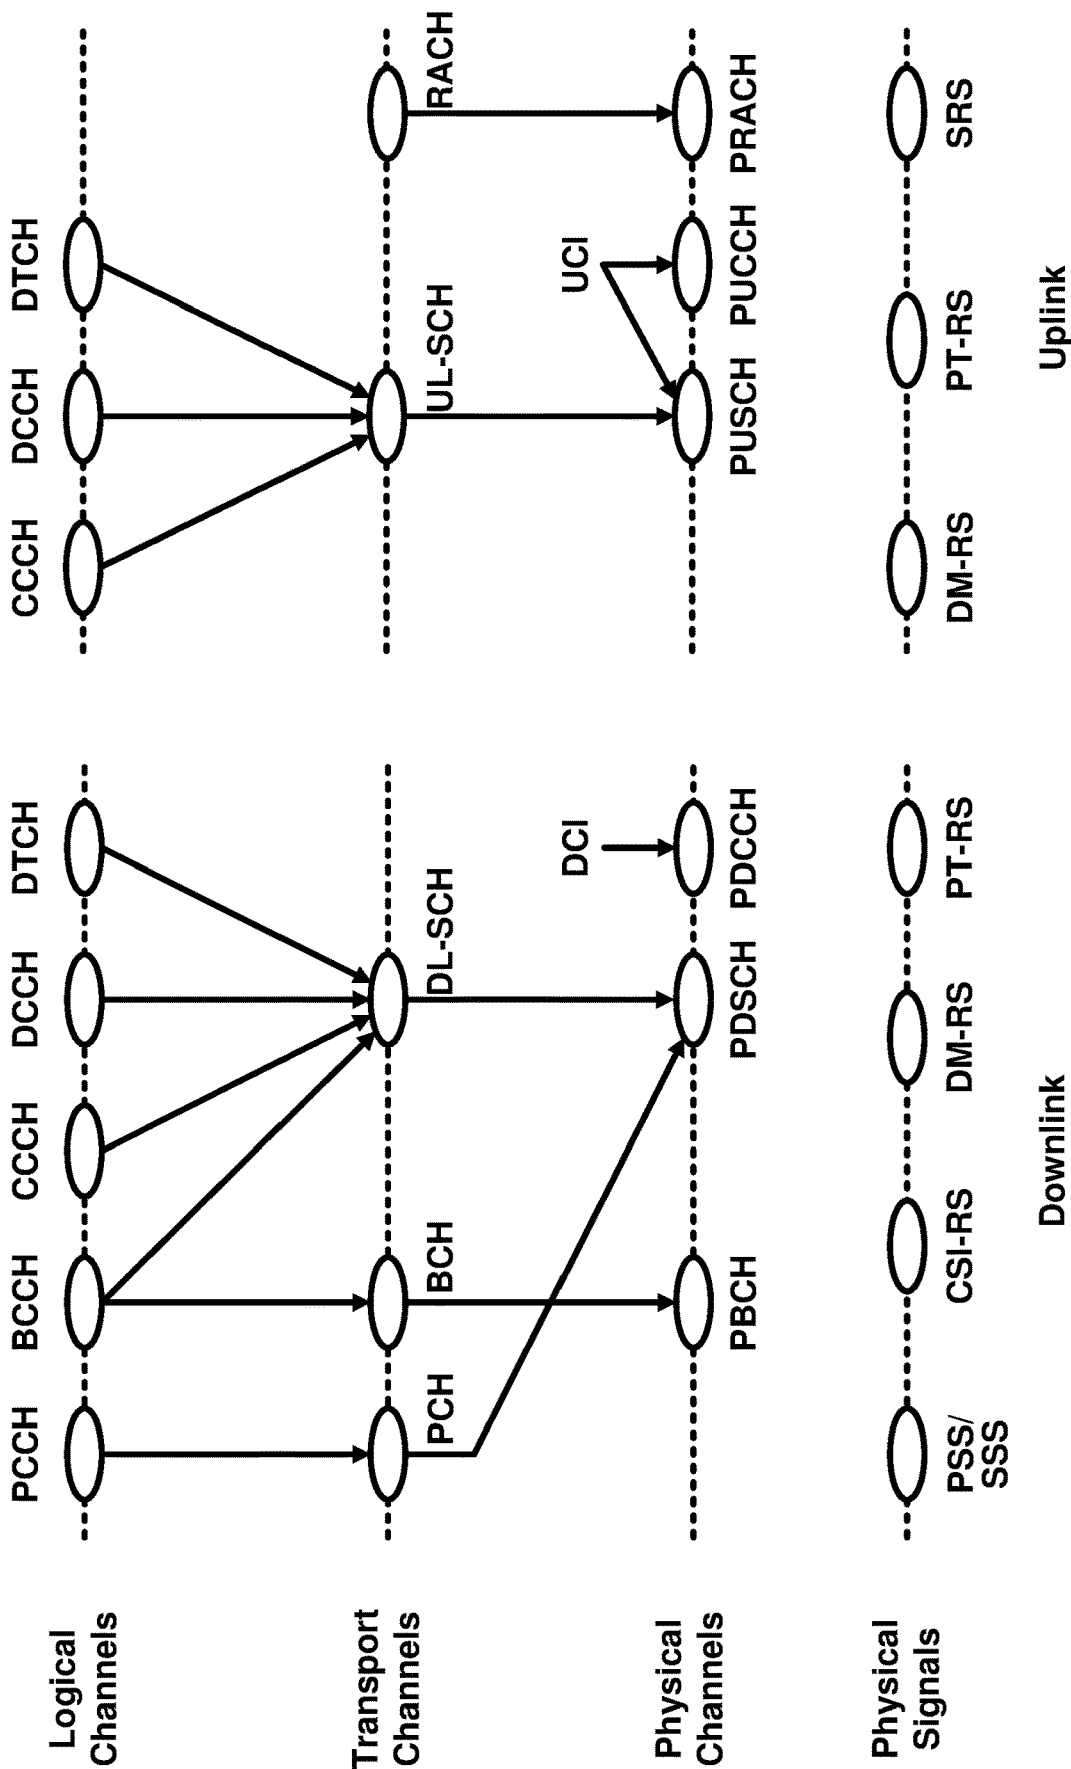 Logical
Channels
PCCH
BCCH
CCCH
DCCH
DTCH
CCCH
DCCH
DTCH
Transport
Channels
PCH
BCH
DL-SCH
UL-SCH
RACH
DCI
UCI
Physical
Channels
PBCH
PDSCH
PDCCH
PUSCH
PUCCH
PRACH
Physical
Signals
PSS/
SSS
CSI-RS
DM-RS
PT-RS
DM-RS
PT-RS
SRS
Downlink
Uplink